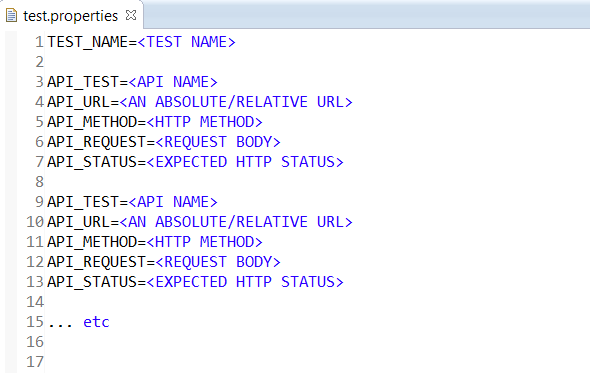 test.properties
1 TEST_NAME=<TEST NAME>
2
3 API_TEST=<API NAME>
4 API_URL=<AN ABSOLUTE/RELATIVE URL>
5 API_METHOD=<HTTP METHOD>
6 API_REQUEST=<REQUEST BODY>
7 API_STATUS=<EXPECTED HTTP STATUS>
8
9 API_TEST=<API NAME>
10 API_URL=<AN ABSOLUTE/RELATIVE URL>
11 API_METHOD=<HTTP METHOD>
12 API_REQUEST=<REQUEST BODY>
13 API_STATUS=<EXPECTED HTTP STATUS>
14
15 ... etc
16
17